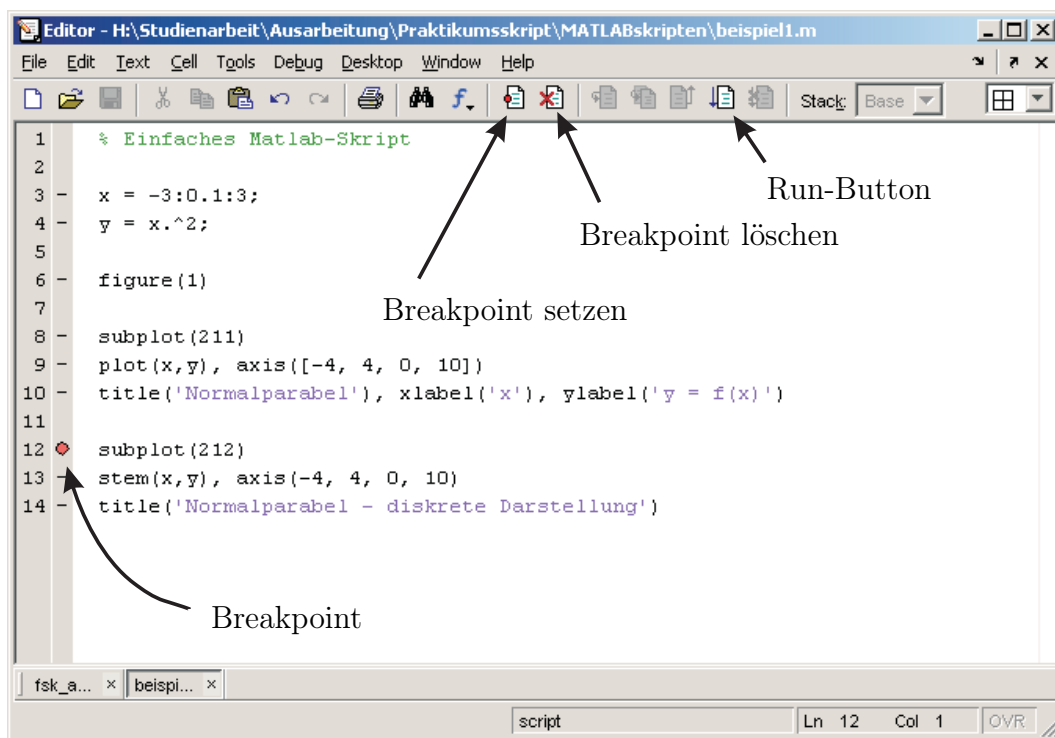 Editor - H:\Studienarbeit\Ausarbeitung\Praktikumsskript\MATLABskripten\beispiel1.m
File Edit Text Cell Tools Debug Desktop Window Help
Stack: Base
1 % Einfaches Matlab-Skript
2
3 - x = -3:0.1:3;
4 - y = x.^2;
5
6 - figure(1)
7
8 - subplot(211)
9 - plot(x,y), axis([-4, 4, 0, 10])
10 - title('Normalparabel'), xlabel('x'), ylabel('y = f(x)')
11
12 subplot(212)
13 - stem(x,y), axis(-4, 4, 0, 10)
14 - title('Normalparabel - diskrete Darstellung')
Run-Button
Breakpoint löschen
Breakpoint setzen
Breakpoint
fsk_a... × beispi... ×
script Ln 12 Col 1 OVR